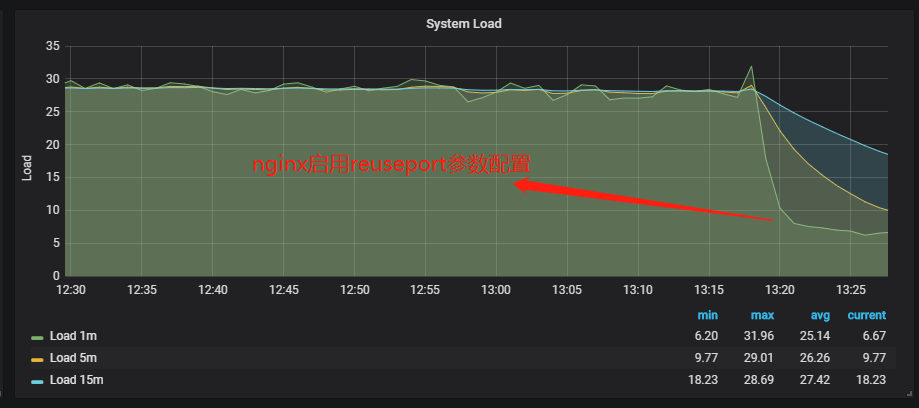 System Load
35
30
25
20
15
10
5
0
Load
nginx启用reuseport参数配置
12:30 12:35 12:40 12:45 12:50 12:55 13:00 13:05 13:10 13:15 13:20 13:25
min max avg current
Load 1m 6.20 31.96 25.14 6.67
Load 5m 9.77 29.01 26.26 9.77
Load 15m 18.23 28.69 27.42 18.23